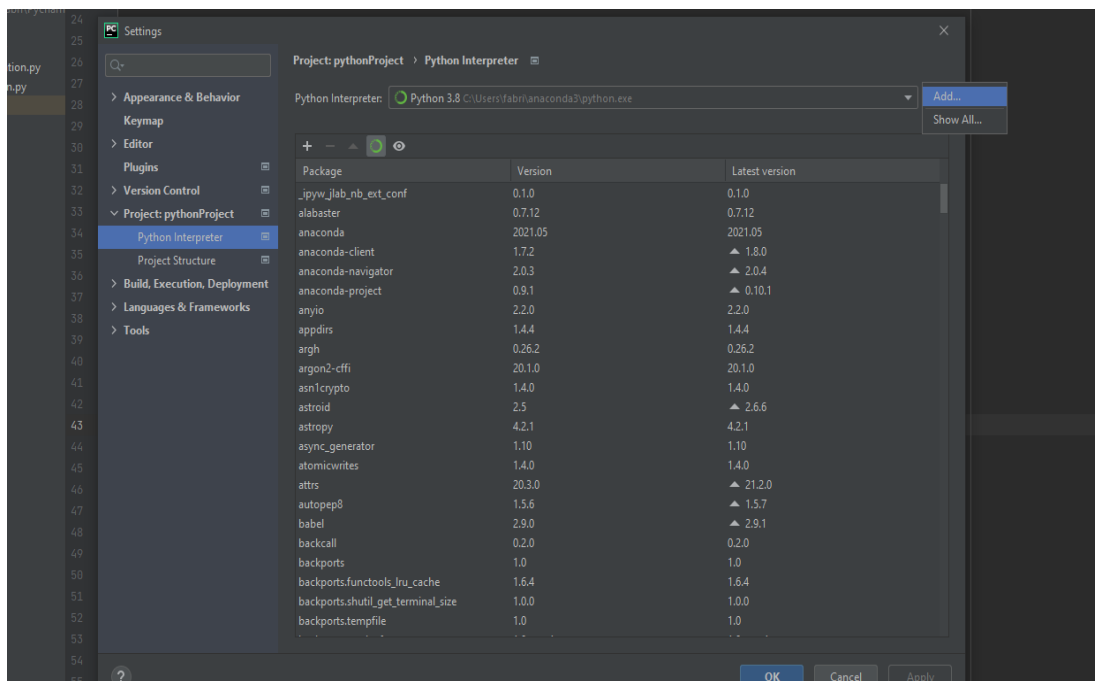 24
PC Settings
25
tion.py
26
Project: pythonProject › Python Interpreter
n.py
27
28
> Appearance & Behavior
Python Interpreter: Python 3.8 C:\Users\fabri\anaconda3\python.exe
Add...
29
Keymap
Show All...
30
> Editor
+ −
31
Plugins
Package Version Latest version
32
> Version Control
_ipyw_jlab_nb_ext_conf 0.1.0 0.1.0
33
Project: pythonProject
alabaster 0.7.12 0.7.12
34
Python Interpreter
anaconda 2021.05 2021.05
35
Project Structure
anaconda-client 1.7.2 1.8.0
36
anaconda-navigator 2.0.3 2.0.4
> Build, Execution, Deployment
37
anaconda-project 0.9.1 0.10.1
> Languages & Frameworks
38
anyio 2.2.0 2.2.0
> Tools
39
appdirs 1.4.4 1.4.4
argh 0.26.2 0.26.2
40
argon2-cffi 20.1.0 20.1.0
41
asn1crypto 1.4.0 1.4.0
42
astroid 2.5 2.6.6
43
astropy 4.2.1 4.2.1
44
async_generator 1.10 1.10
45
atomicwrites 1.4.0 1.4.0
46
attrs 20.3.0 21.2.0
47
autopep8 1.5.6 1.5.7
48
babel 2.9.0 2.9.1
49
backcall 0.2.0 0.2.0
50
backports 1.0 1.0
51
backports.functools_lru_cache 1.6.4 1.6.4
backports.shutil_get_terminal_size 1.0.0 1.0.0
52
backports.tempfile 1.0 1.0
53
54
? OK Cancel Apply